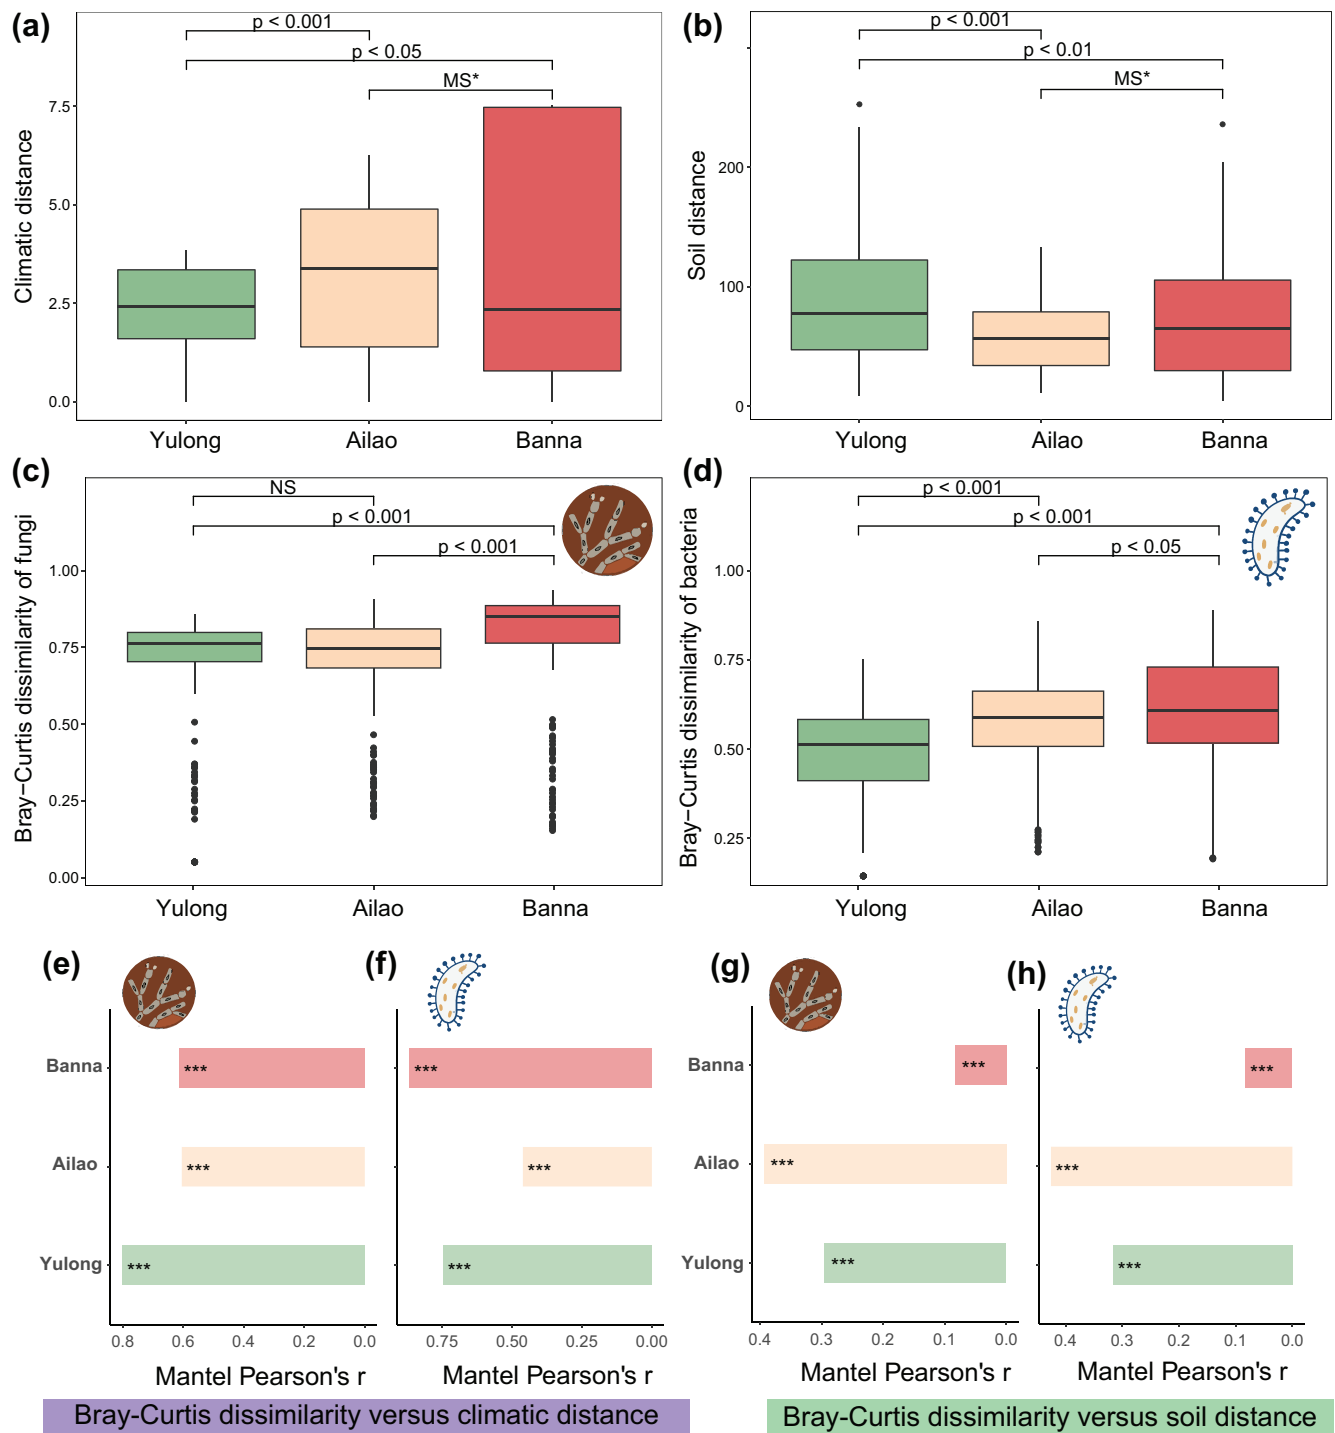 (a)
p < 0.001
p < 0.05
MS*
Climatic distance
7.5
5.0
2.5
0.0
Yulong Ailao Banna
(b)
p < 0.001
p < 0.01
MS*
Soil distance
200
100
0
Yulong Ailao Banna
(c)
NS
p < 0.001
p < 0.001
Bray−Curtis dissimilarity of fungi
1.00
0.75
0.50
0.25
0.00
Yulong Ailao Banna
(d)
p < 0.001
p < 0.001
p < 0.05
Bray−Curtis dissimilarity of bacteria
1.00
0.75
0.50
0.25
Yulong Ailao Banna
(e)
Banna ***
Ailao ***
Yulong ***
0.8 0.6 0.4 0.2 0.0
Mantel Pearson's r
(f)
***
***
***
0.75 0.50 0.25 0.00
Mantel Pearson's r
Bray-Curtis dissimilarity versus climatic distance
(g)
Banna ***
Ailao ***
Yulong ***
0.4 0.3 0.2 0.1 0.0
Mantel Pearson's r
(h)
***
***
***
0.4 0.3 0.2 0.1 0.0
Mantel Pearson's r
Bray-Curtis dissimilarity versus soil distance